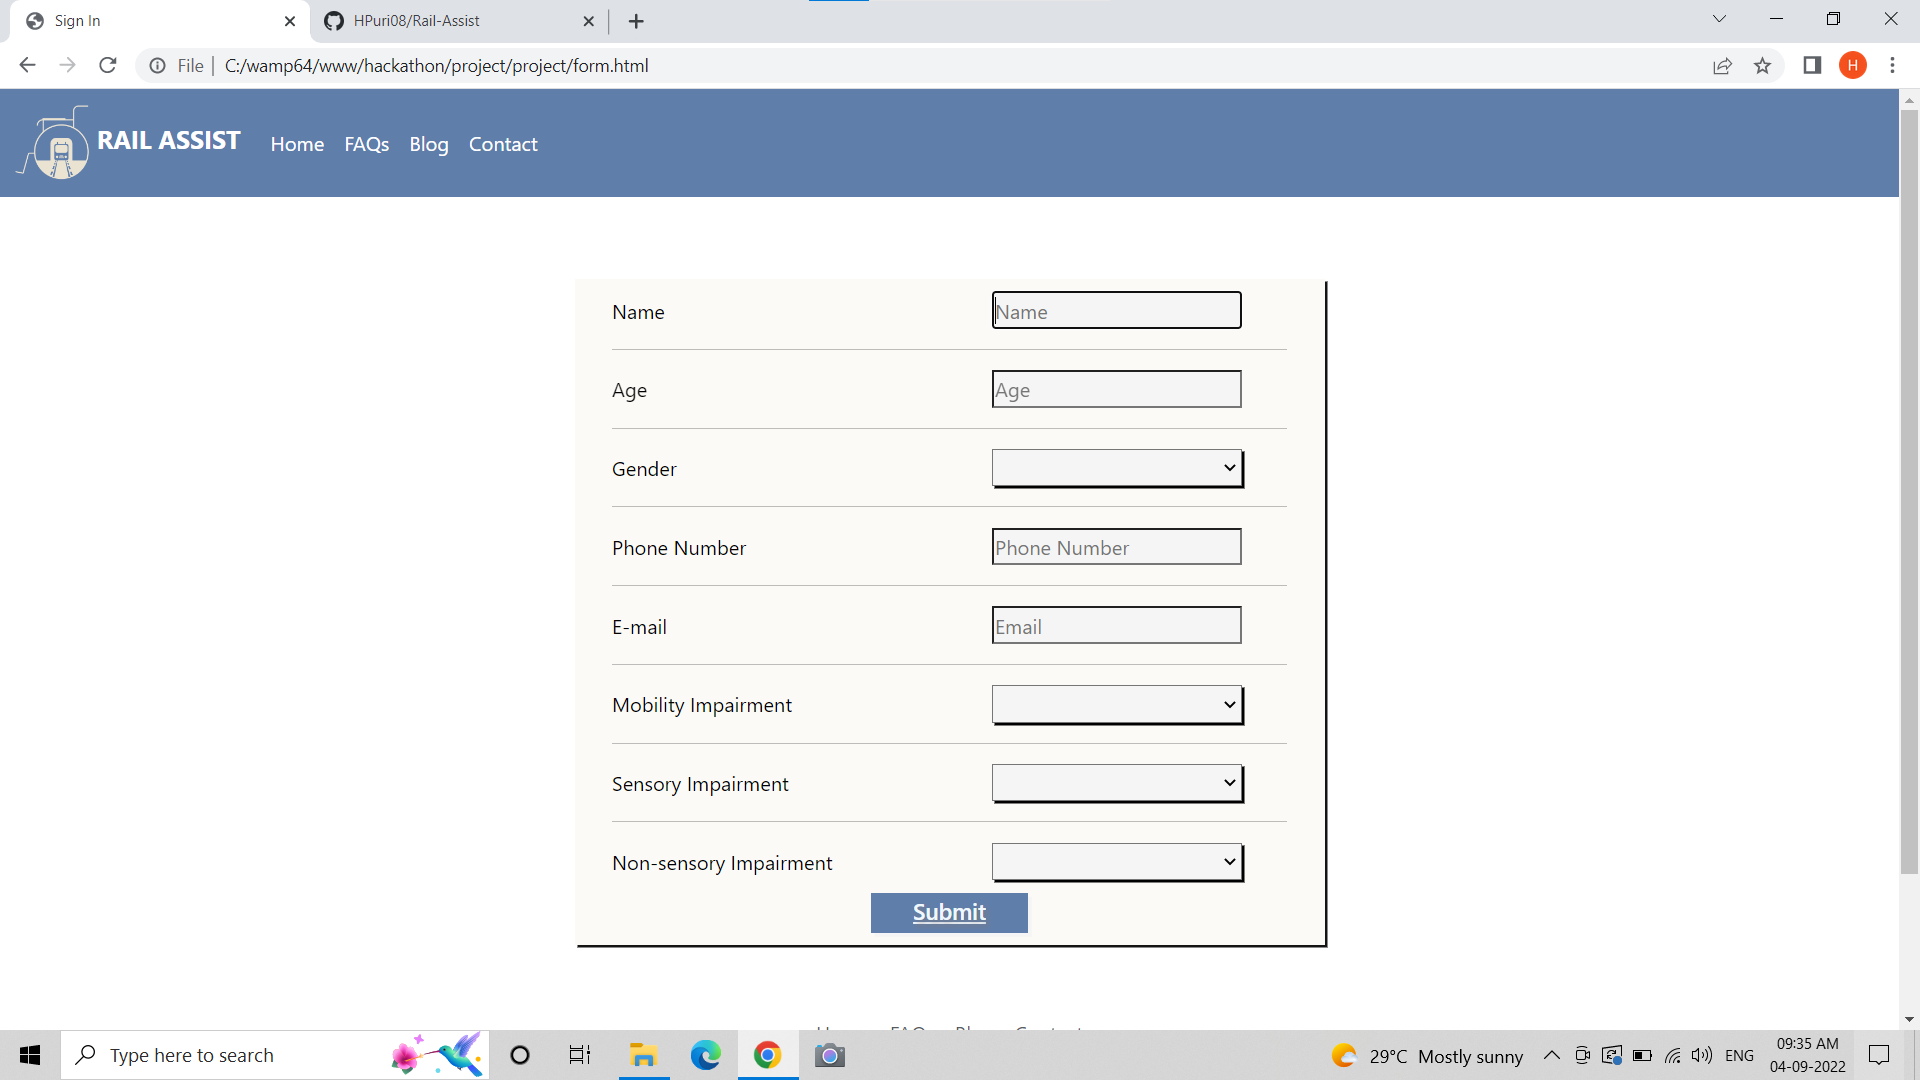 Sign In
HPuri08/Rail-Assist
File
C:/wamp64/www/hackathon/project/project/form.html
H
RAIL ASSIST
Home FAQs Blog Contact
Name
Name
Age
Age
Gender
Phone Number
Phone Number
E-mail
Email
Mobility Impairment
Sensory Impairment
Non-sensory Impairment
Submit
Type here to search
29°C Mostly sunny
ENG
09:35 AM
04-09-2022